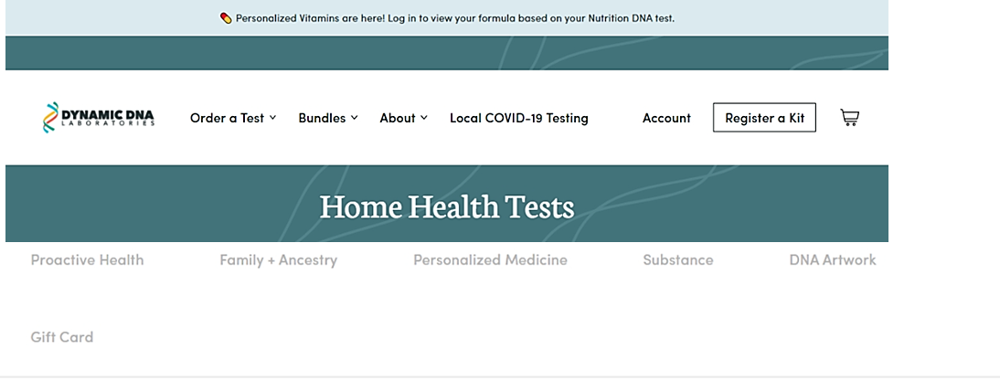 Personalized Vitamins are here! Log in to view your formula based on your Nutrition DNA test.
DYNAMIC DNA
LABORATORIES
Order a Test
Bundles
About
Local COVID-19 Testing
Account
Register a Kit
Home Health Tests
Proactive Health
Family + Ancestry
Personalized Medicine
Substance
DNA Artwork
Gift Card